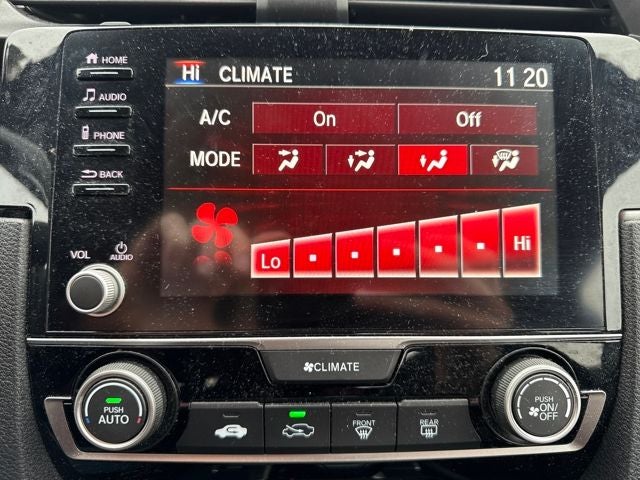 HOME
Hi CLIMATE 11 20
AUDIO
A/C On Off
PHONE
MODE
BACK
VOL AUDIO
Lo Hi
CLIMATE
PUSH AUTO
PUSH ON/OFF
FRONT REAR